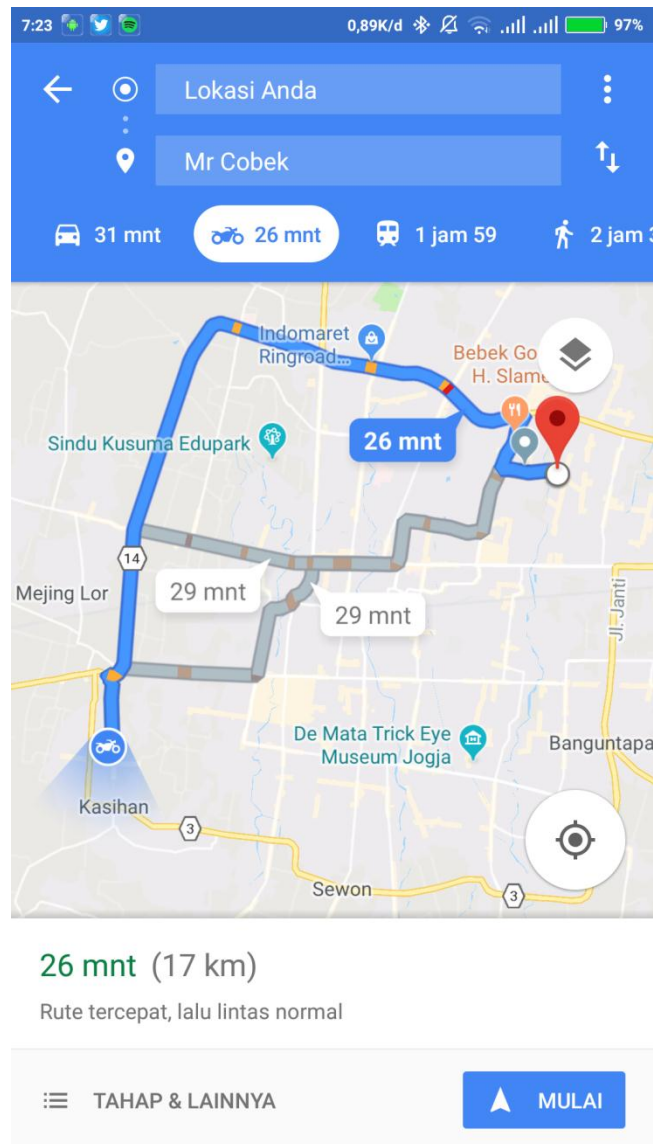 7:23 0,89K/d 97%
Lokasi Anda
Mr Cobek
31 mnt 26 mnt 1 jam 59 2 jam
Indomaret
Ringroad...
Bebek Go
H. Slame
Sindu Kusuma Edupark
26 mnt
14
Mejing Lor
29 mnt
29 mnt
Jl. Janti
De Mata Trick Eye
Museum Jogja
Banguntapa
Kasihan
3
Sewon
3
26 mnt (17 km)
Rute tercepat, lalu lintas normal
TAHAP & LAINNYA
MULAI